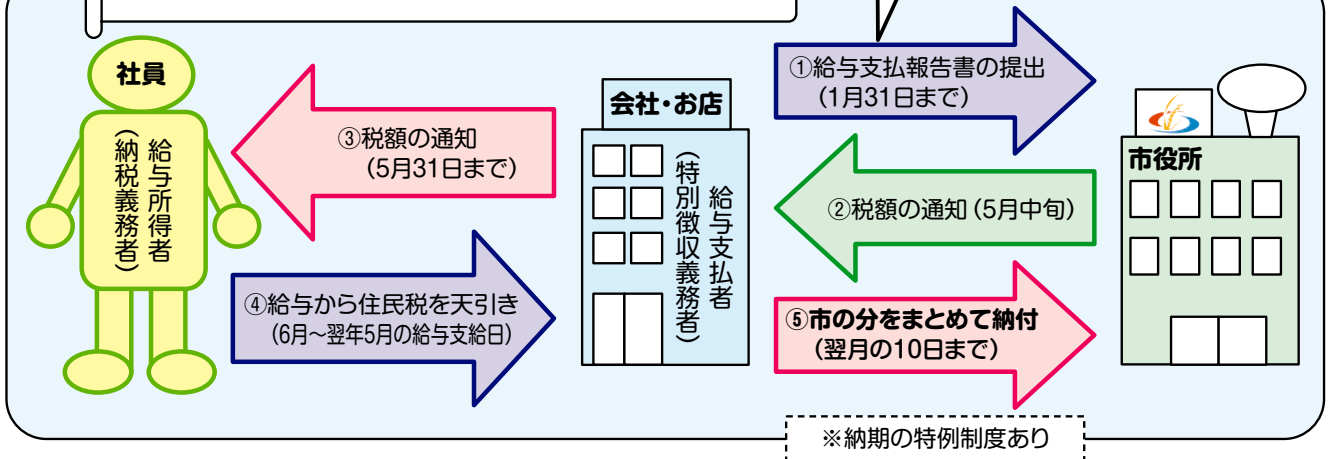 社員
給与所得者
（納税義務者）
③税額の通知
（5月31日まで）
④給与から住民税を天引き
（6月～翌年5月の給与支給日）
会社・お店
給与支払者
（特別徴収義務者）
①給与支払報告書の提出
（1月31日まで）
②税額の通知（5月中旬）
⑤市の分をまとめて納付
（翌月の10日まで）
市役所
※納期の特例制度あり